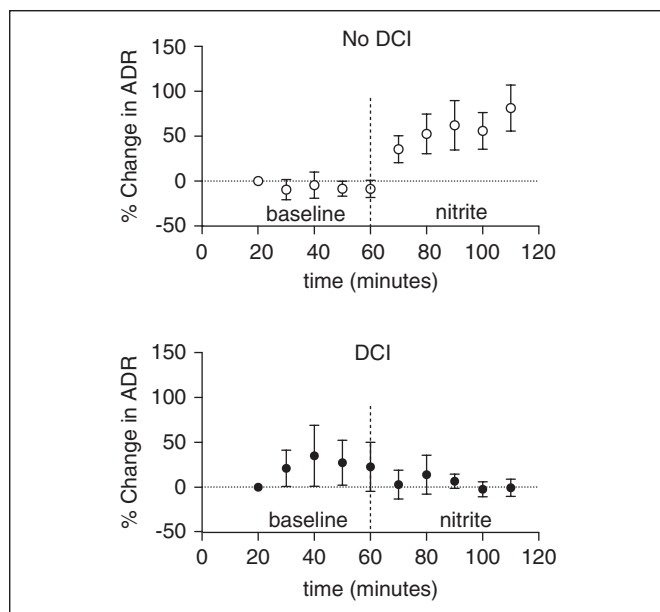 No DCI
% Change in ADR
150
100
50
0
-50
baseline
nitrite
0 20 40 60 80 100 120
time (minutes)
DCI
% Change in ADR
150
100
50
0
-50
baseline
nitrite
0 20 40 60 80 100 120
time (minutes)